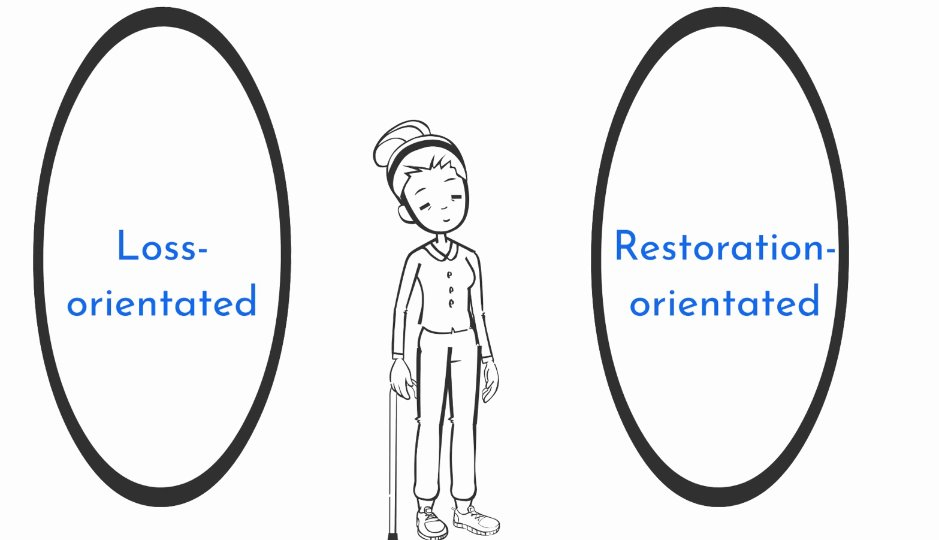 Loss-
orientated
Restoration-
orientated